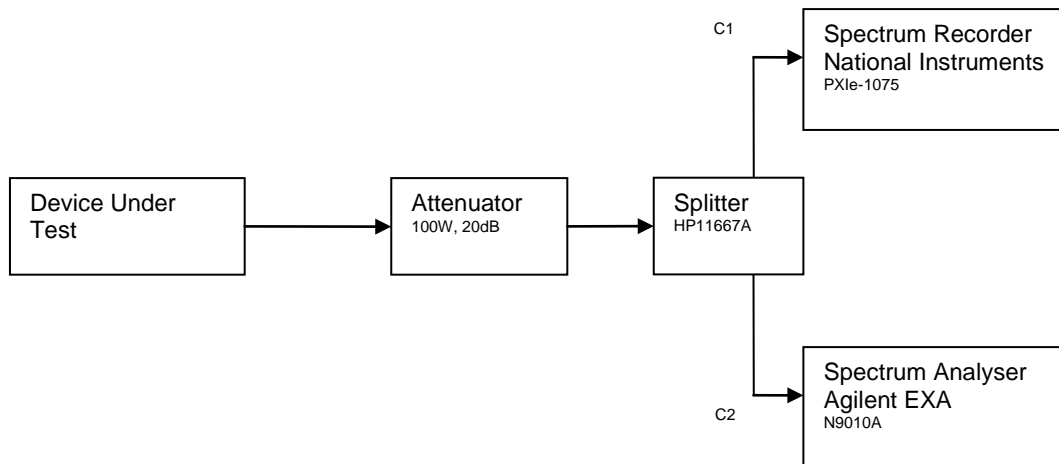 C1
Spectrum Recorder
National Instruments
PXIe-1075
Device Under
Test
Attenuator
100W, 20dB
Splitter
HP11667A
Spectrum Analyser
Agilent EXA
N9010A
C2